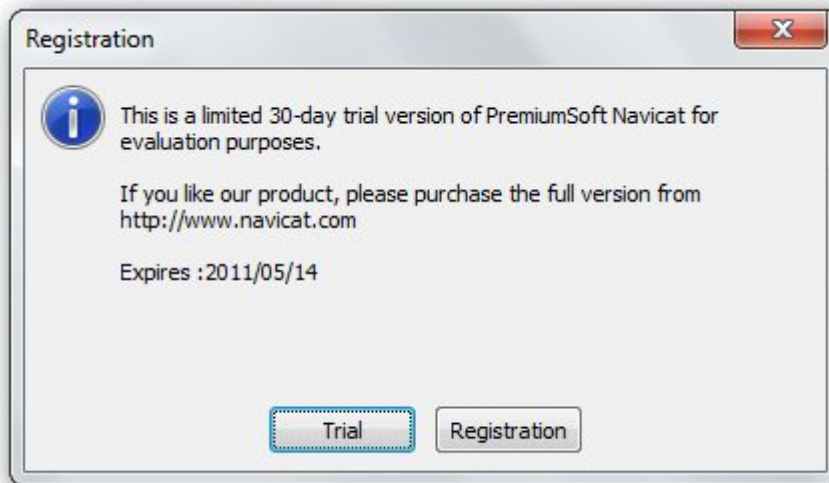 Registration
This is a limited 30-day trial version of PremiumSoft Navicat for
evaluation purposes.
If you like our product, please purchase the full version from
http://www.navicat.com
Expires :2011/05/14
Trial
Registration